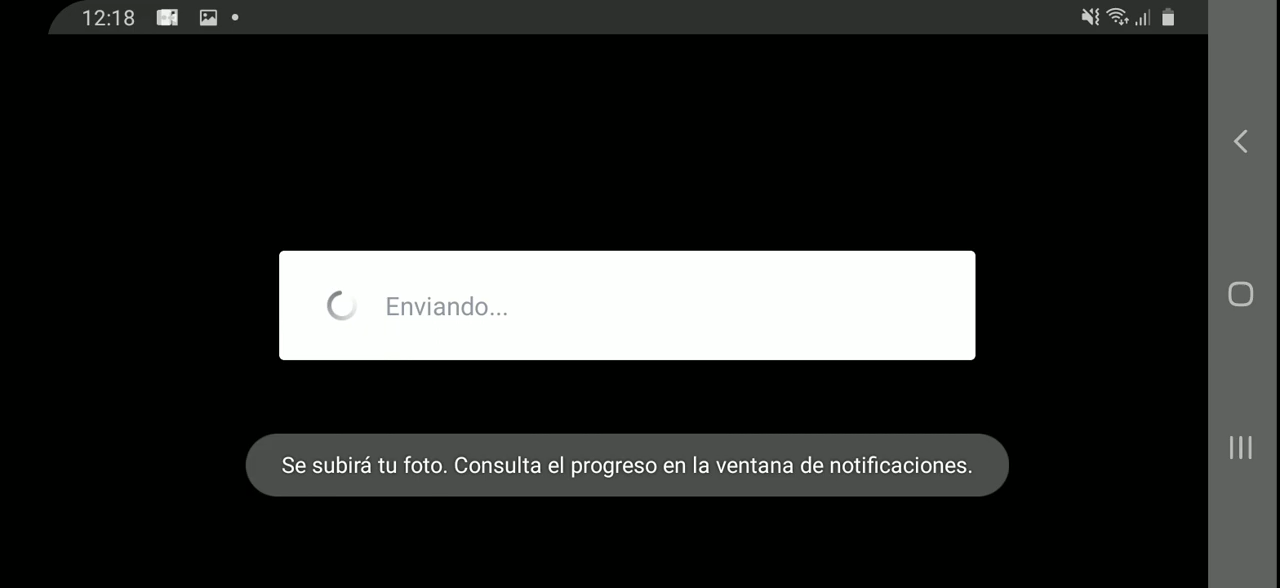 12:18
Enviando...
Se subirá tu foto. Consulta el progreso en la ventana de notificaciones.